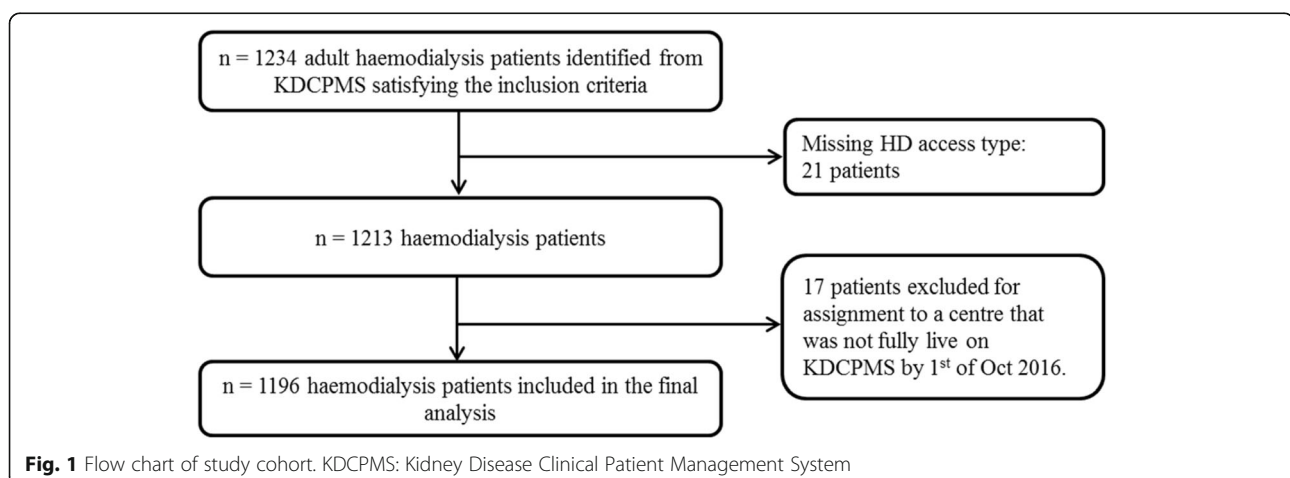 n = 1234 adult haemodialysis patients identified from
KDCPMS satisfying the inclusion criteria
Missing HD access type:
21 patients
n = 1213 haemodialysis patients
17 patients excluded for
assignment to a centre that
was not fully live on
KDCPMS by 1st of Oct 2016.
n = 1196 haemodialysis patients included in the final
analysis
Fig. 1 Flow chart of study cohort. KDCPMS: Kidney Disease Clinical Patient Management System